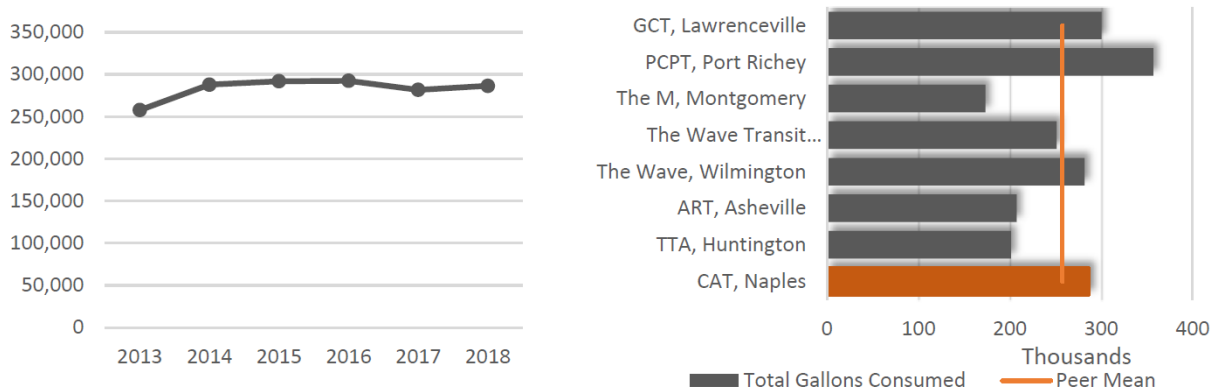 350,000
300,000
250,000
200,000
150,000
100,000
50,000
0
2013 2014 2015 2016 2017 2018
GCT, Lawrenceville
PCPT, Port Richey
The M, Montgomery
The Wave Transit...
The Wave, Wilmington
ART, Asheville
TTA, Huntington
CAT, Naples
0 100 200 300 400
Thousands
Total Gallons Consumed Peer Mean